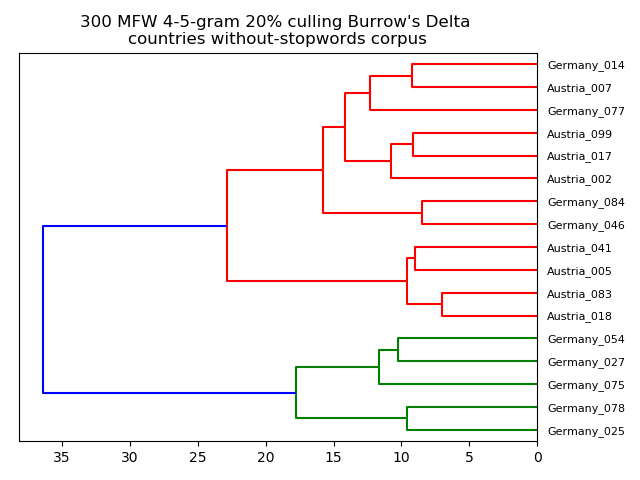 300 MFW 4-5-gram 20% culling Burrow's Delta
countries without-stopwords corpus
Germany_014
Austria_007
Germany_077
Austria_099
Austria_017
Austria_002
Germany_084
Germany_046
Austria_041
Austria_005
Austria_083
Austria_018
Germany_054
Germany_027
Germany_075
Germany_078
Germany_025
35 30 25 20 15 10 5 0